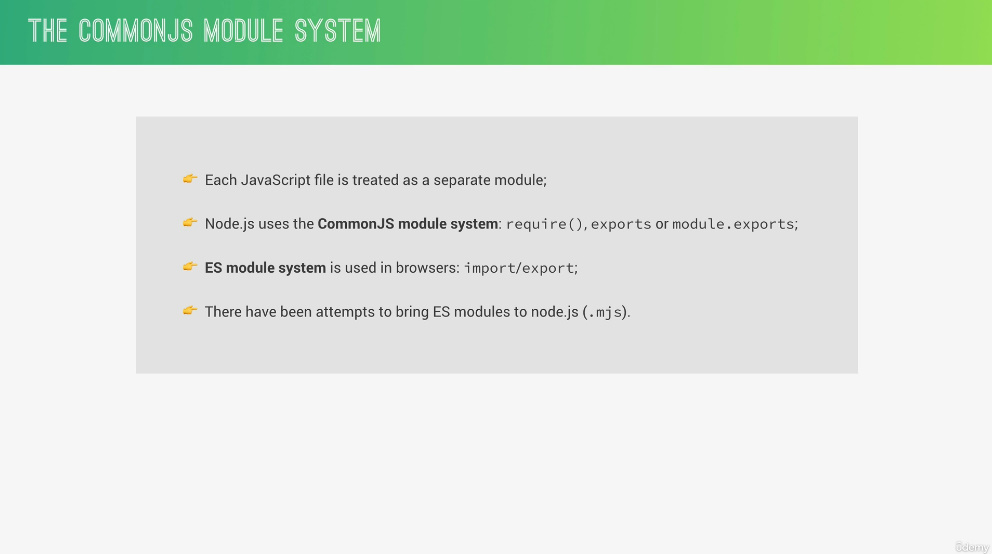 THE COMMONJS MODULE SYSTEM
👉 Each JavaScript file is treated as a separate module;
👉 Node.js uses the CommonJS module system: require(), exports or module.exports;
👉 ES module system is used in browsers: import/export;
👉 There have been attempts to bring ES modules to node.js (.mjs).
ûdemy